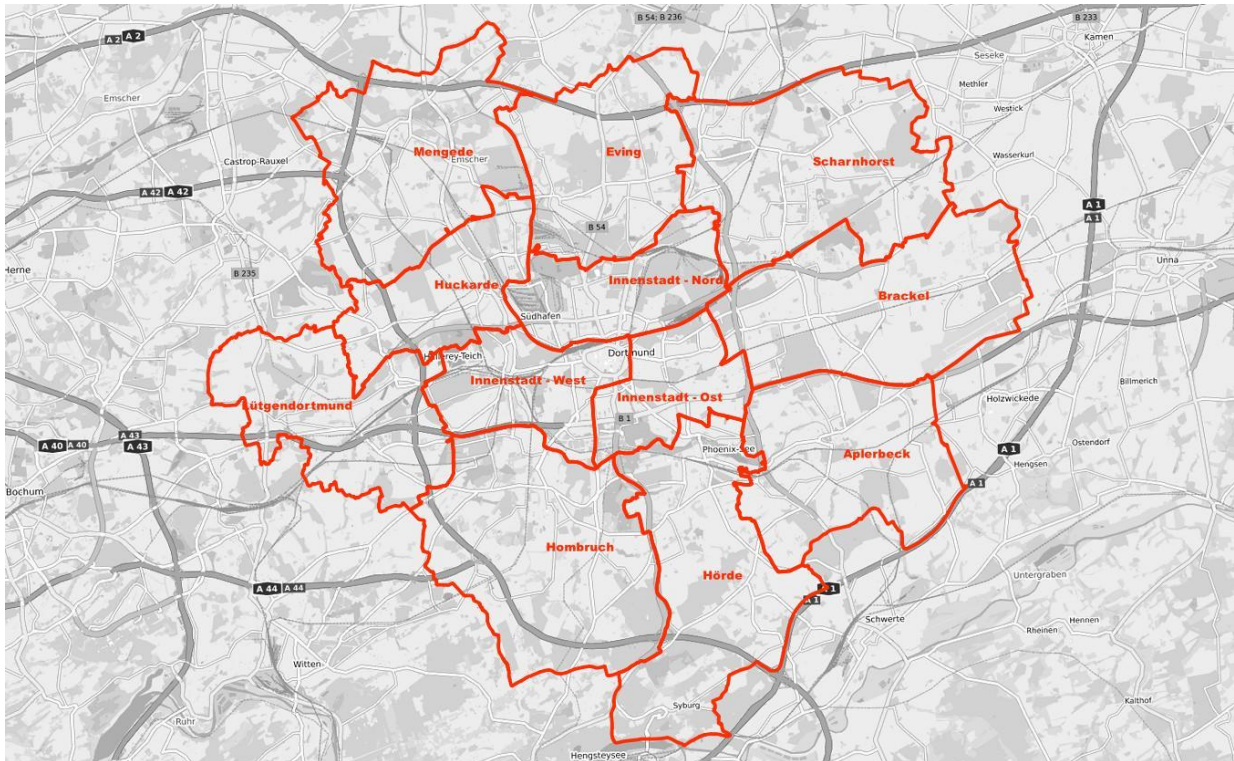 B 54; B 236
B 233
A 2
A 2
Kamen
Seseke
Methler
Emscher
Westick
Mengede
Emscher
Eving
Scharnhorst
Castrop-Rauxel
Wasserkurl
A 42
A 42
A 42
A 1
A 1
B 54
Unna
Herne
B 235
Huckarde
Innenstadt - Nord
Brackel
Südhafen
Dortmund
Hallerey-Teich
Innenstadt - West
Billmerich
Innenstadt - Ost
Holzwickede
Lütgendortmund
B 1
A 43
A 40
A 40
A 43
Ostendorf
Phoenix-See
A 1
Aplerbeck
Hengsen
A 1
Bochum
Hombruch
Hörde
Untergraben
A 44
A 44
A 1
A 1
Schwerte
Hennen
Rheinen
Witten
Syburg
Kalthof
Ruhr
Hengsteysee